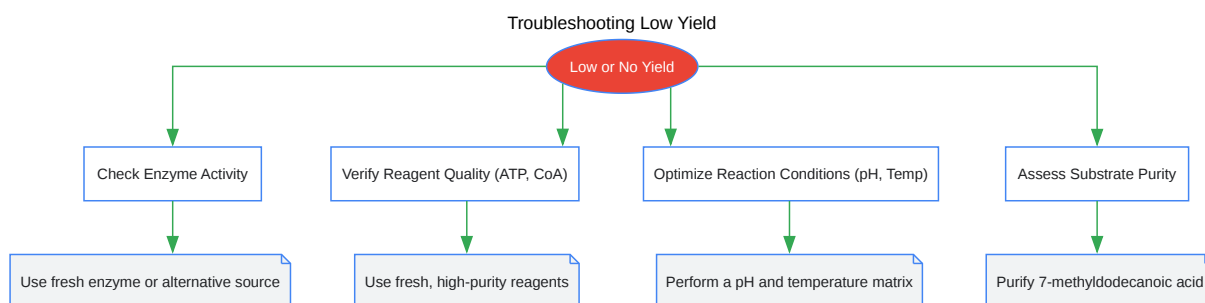 Troubleshooting Low Yield
Low or No Yield
Check Enzyme Activity
Verify Reagent Quality (ATP, CoA)
Optimize Reaction Conditions (pH, Temp)
Assess Substrate Purity
Use fresh enzyme or alternative source
Use fresh, high-purity reagents
Perform a pH and temperature matrix
Purify 7-methyldodecanoic acid